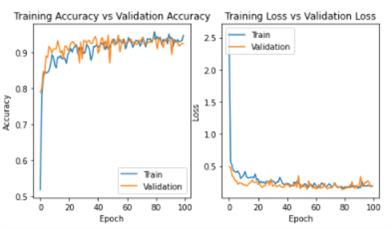 Training Accuracy vs Validation Accuracy
Accuracy
0.9
0.8
0.7
0.6
0.5
0 20 40 60 80 100
Epoch
Train
Validation
Training Loss vs Validation Loss
Loss
2.5
2.0
1.5
1.0
0.5
0 20 40 60 80 100
Epoch
Train
Validation